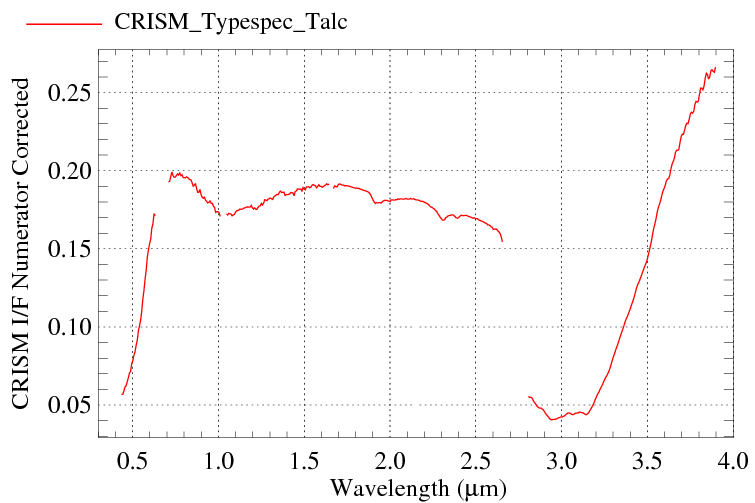 CRISM_Typespec_Talc
CRISM I/F Numerator Corrected
0.25
0.20
0.15
0.10
0.05
0.5 1.0 1.5 2.0 2.5 3.0 3.5 4.0
Wavelength (μm)